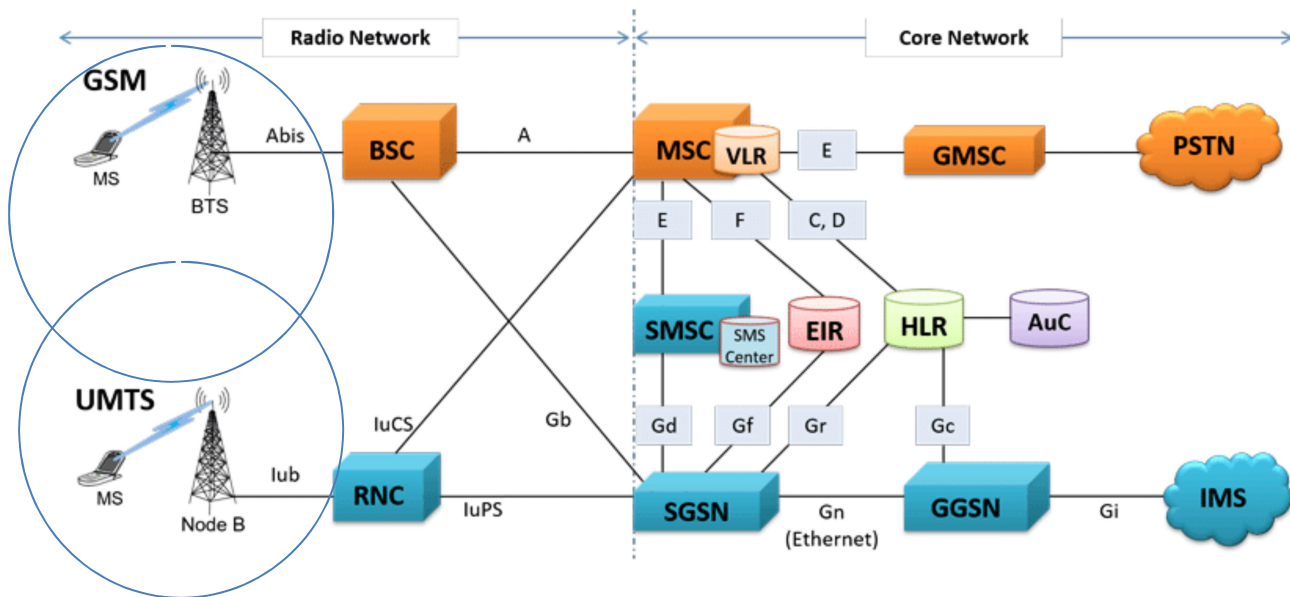 Radio Network
Core Network
GSM
MS
BTS
Abis
BSC
A
MSC
VLR
E
GMSC
PSTN
E
F
C, D
SMSC
SMS
Center
EIR
HLR
AuC
UMTS
MS
Node B
Iub
RNC
IuCS
Gb
IuPS
Gd
Gf
Gr
Gc
SGSN
Gn
(Ethernet)
GGSN
Gi
IMS